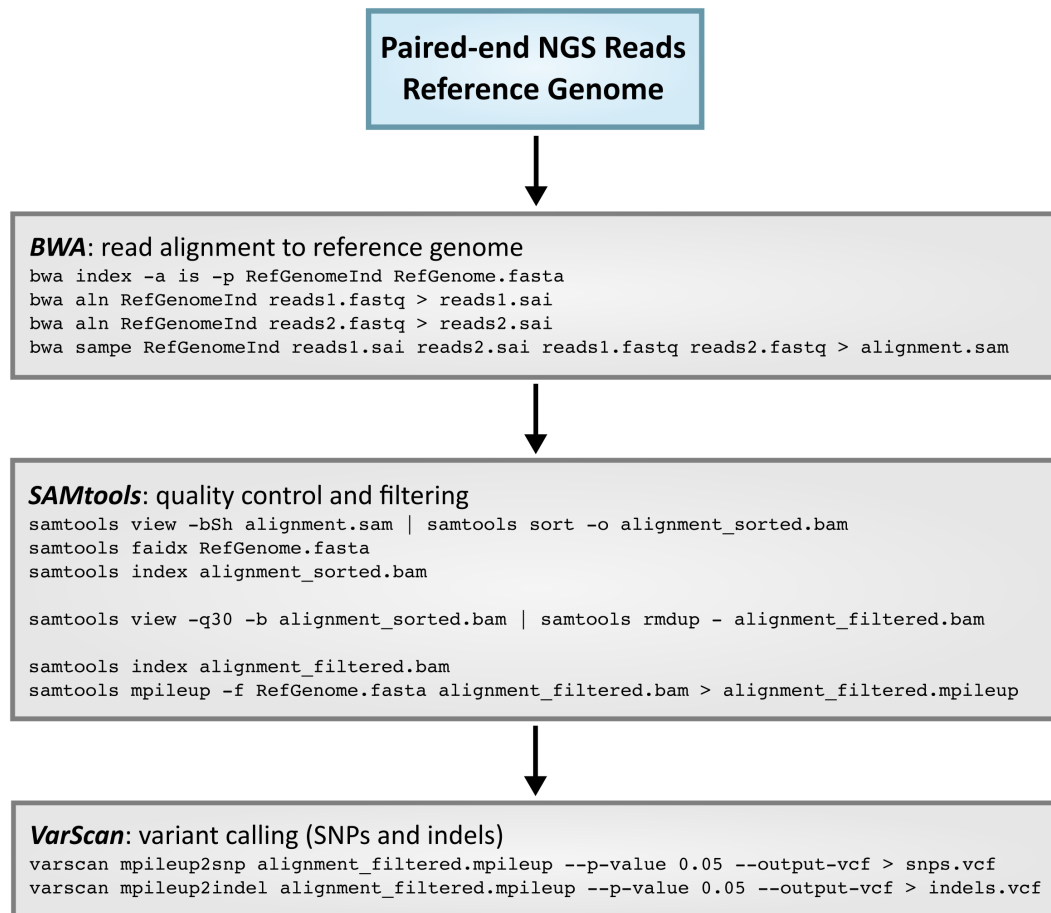 Paired-end NGS Reads
Reference Genome
BWA: read alignment to reference genome
bwa index -a is -p RefGenomeInd RefGenome.fasta
bwa aln RefGenomeInd reads1.fastq > reads1.sai
bwa aln RefGenomeInd reads2.fastq > reads2.sai
bwa sampe RefGenomeInd reads1.sai reads2.sai reads1.fastq reads2.fastq > alignment.sam
SAMtools: quality control and filtering
samtools view -bSh alignment.sam | samtools sort -o alignment_sorted.bam
samtools faidx RefGenome.fasta
samtools index alignment_sorted.bam
samtools view -q30 -b alignment_sorted.bam | samtools rmdup - alignment_filtered.bam
samtools index alignment_filtered.bam
samtools mpileup -f RefGenome.fasta alignment_filtered.bam > alignment_filtered.mpileup
VarScan: variant calling (SNPs and indels)
varscan mpileup2snp alignment_filtered.mpileup --p-value 0.05 --output-vcf > snps.vcf
varscan mpileup2indel alignment_filtered.mpileup --p-value 0.05 --output-vcf > indels.vcf